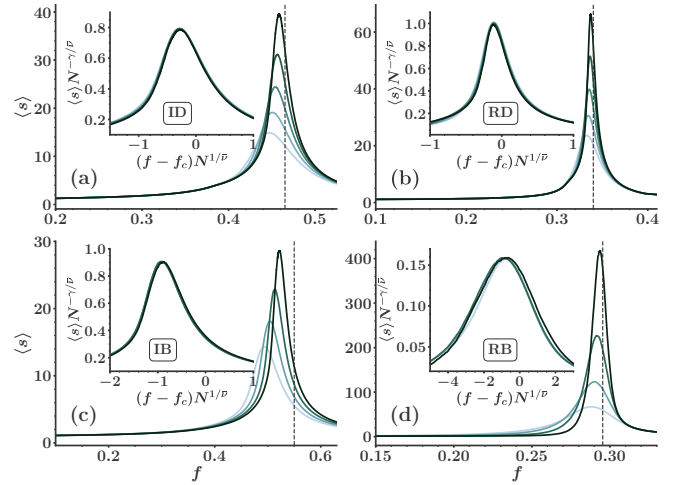 40
30
20
10
0
⟨s⟩
0.2 0.3 0.4 0.5
(a)
0.8
0.6
0.4
0.2
⟨s⟩N^{−γ/ν̄}
ID
−1 0 1
(f − f_c)N^{1/ν̄}
60
40
20
0
0.1 0.2 0.3 0.4
(b)
1.0
0.8
0.6
0.4
0.2
⟨s⟩N^{−γ/ν̄}
RD
−1 0 1
(f − f_c)N^{1/ν̄}
30
20
10
0
⟨s⟩
0.2 0.4 0.6
f
(c)
1.0
0.8
0.6
0.4
0.2
⟨s⟩N^{−γ/ν̄}
IB
−2 −1 0 1
(f − f_c)N^{1/ν̄}
400
300
200
100
0
0.15 0.20 0.25 0.30
f
(d)
0.15
0.10
0.05
⟨s⟩N^{−γ/ν̄}
RB
−4 −2 0 2
(f − f_c)N^{1/ν̄}